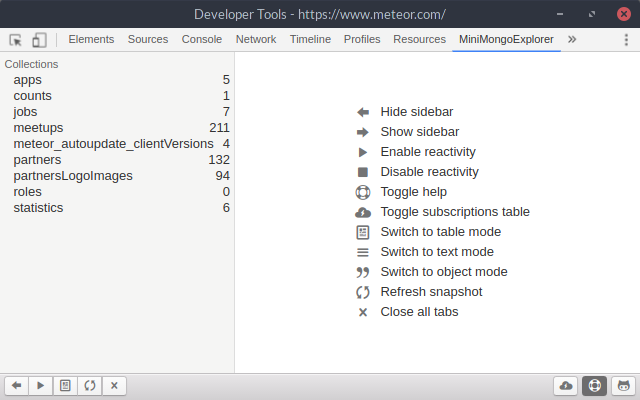 Developer Tools - https://www.meteor.com/
Elements Sources Console Network Timeline Profiles Resources MiniMongoExplorer »
Collections
apps 5
counts 1
jobs 7
meetups 211
meteor_autoupdate_clientVersions 4
partners 132
partnersLogoImages 94
roles 0
statistics 6
Hide sidebar
Show sidebar
Enable reactivity
Disable reactivity
Toggle help
Toggle subscriptions table
Switch to table mode
Switch to text mode
Switch to object mode
Refresh snapshot
Close all tabs